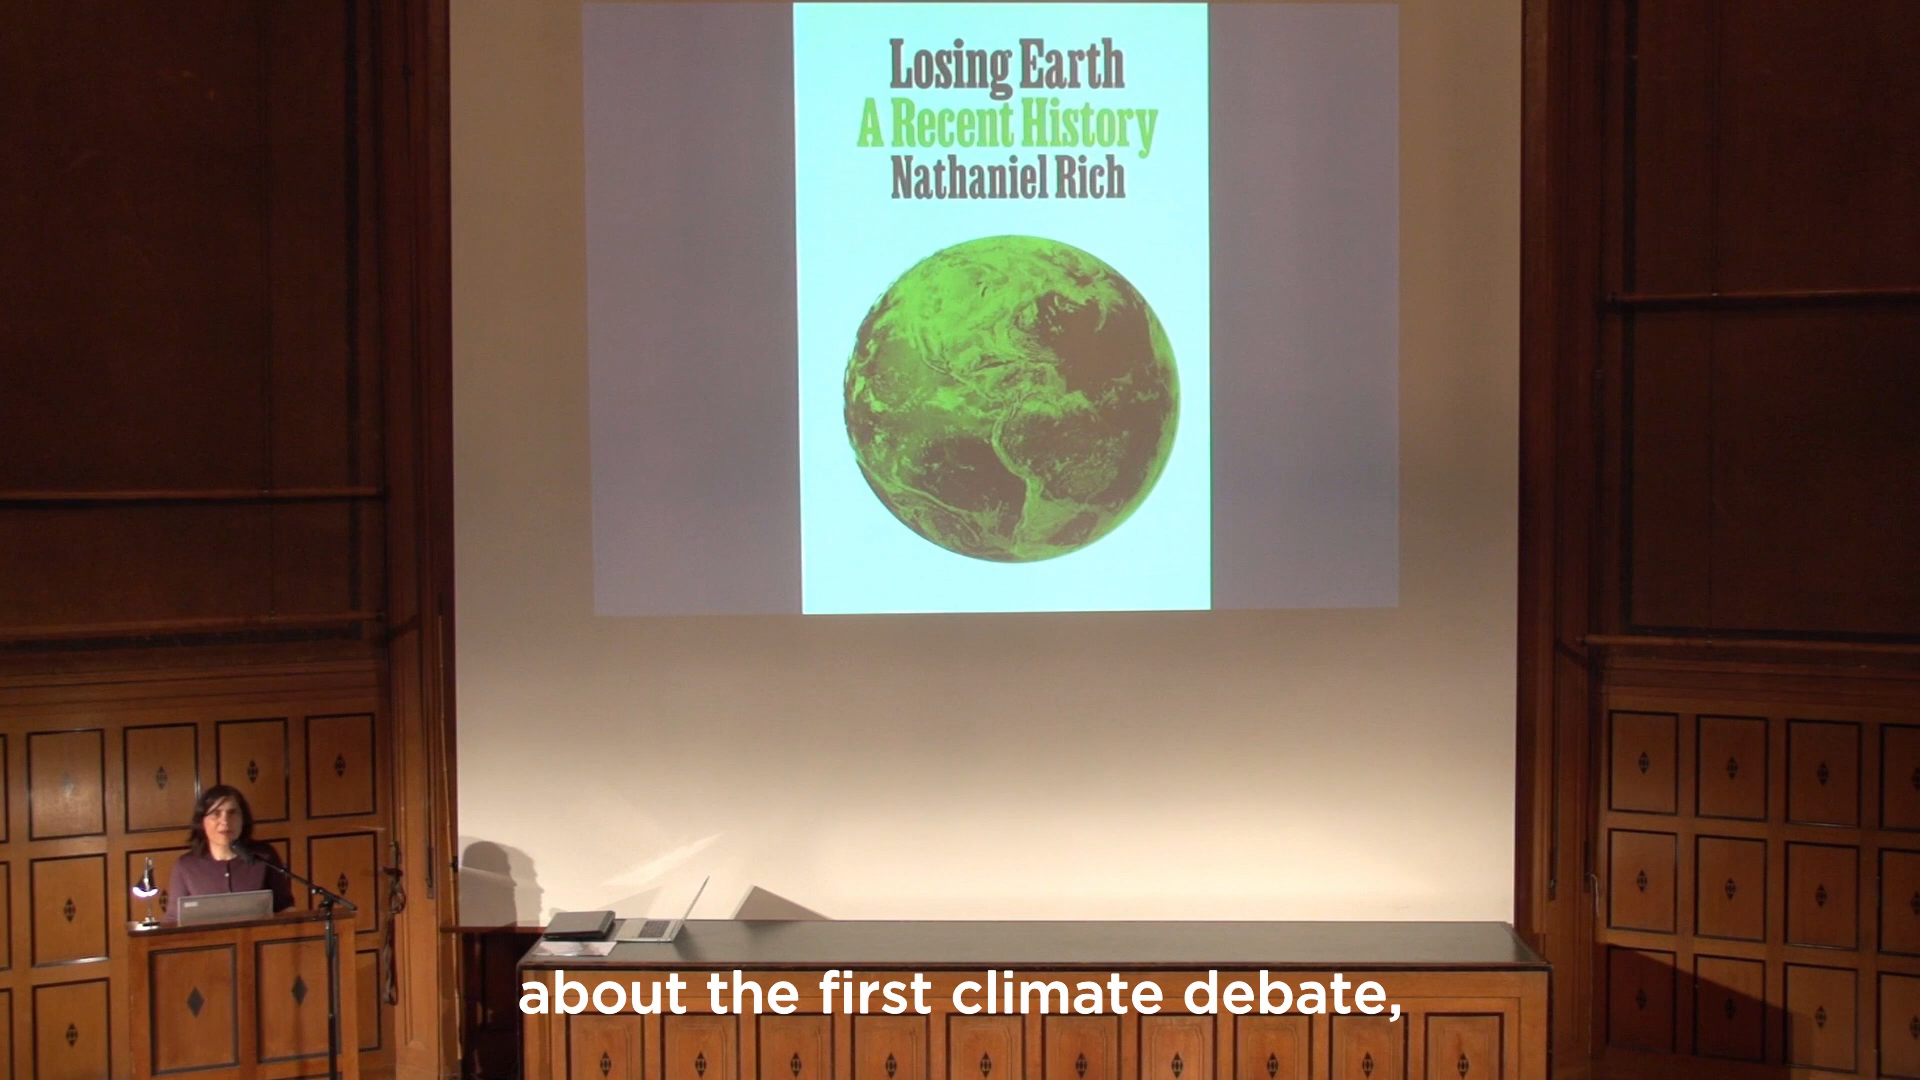 Losing Earth
A Recent History
Nathaniel Rich
about the first climate debate,